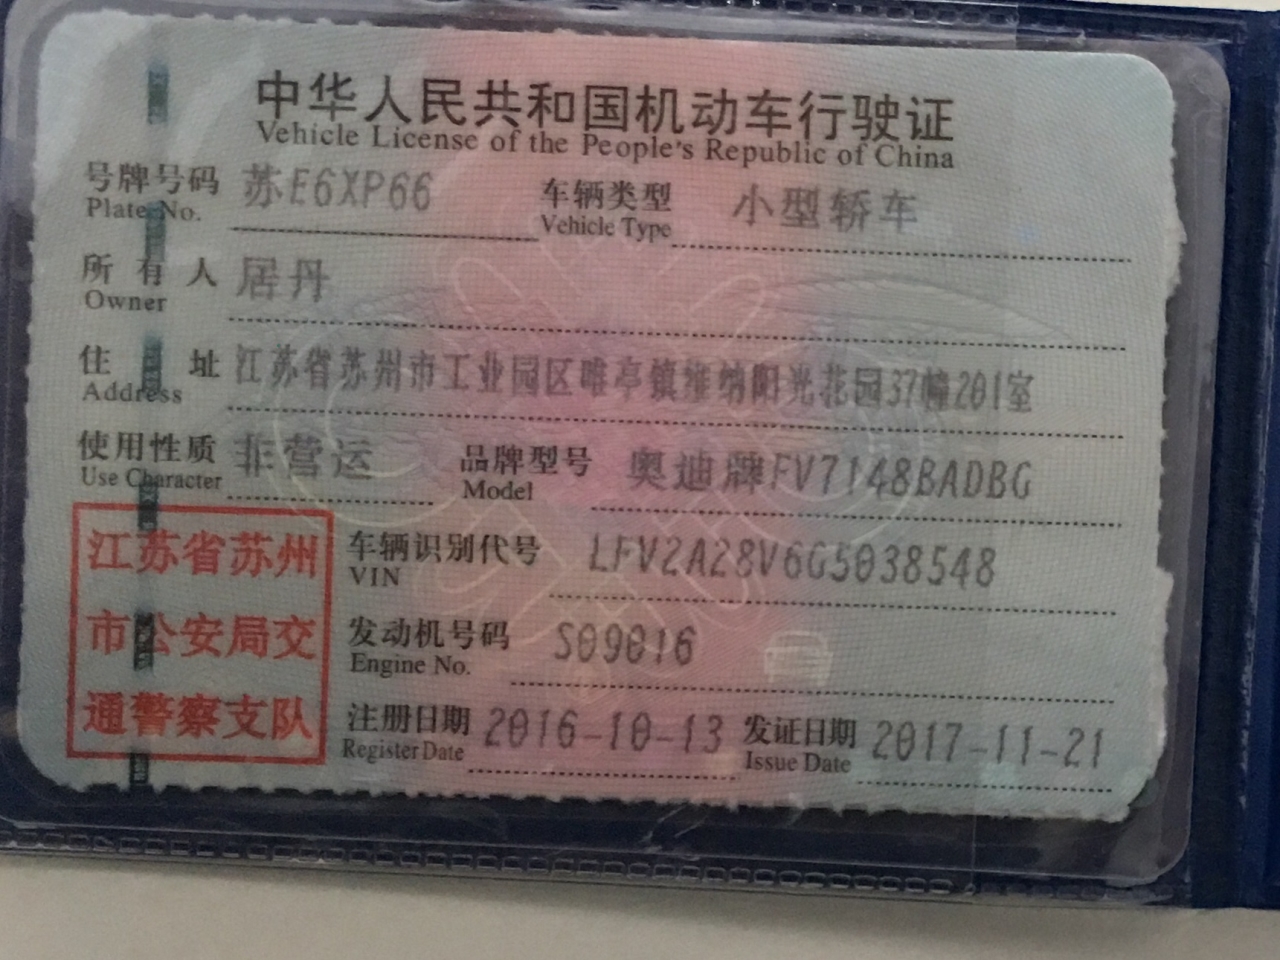 中华人民共和国机动车行驶证
Vehicle License of the People's Republic of China
号牌号码 苏E6XP66 车辆类型 小型轿车
Plate No. Vehicle Type
所有人 居丹
Owner
住址 江苏省苏州市工业园区唯亭镇维纳阳光花园37幢201室
Address
使用性质 非营运 品牌型号 奥迪牌FV7148BADBG
Use Character Model
江苏省苏州
市公安局交
通警察支队
车辆识别代号 LFV2A28V6G5038548
VIN
发动机号码 S09016
Engine No.
注册日期 2016-10-13 发证日期 2017-11-21
Register Date Issue Date